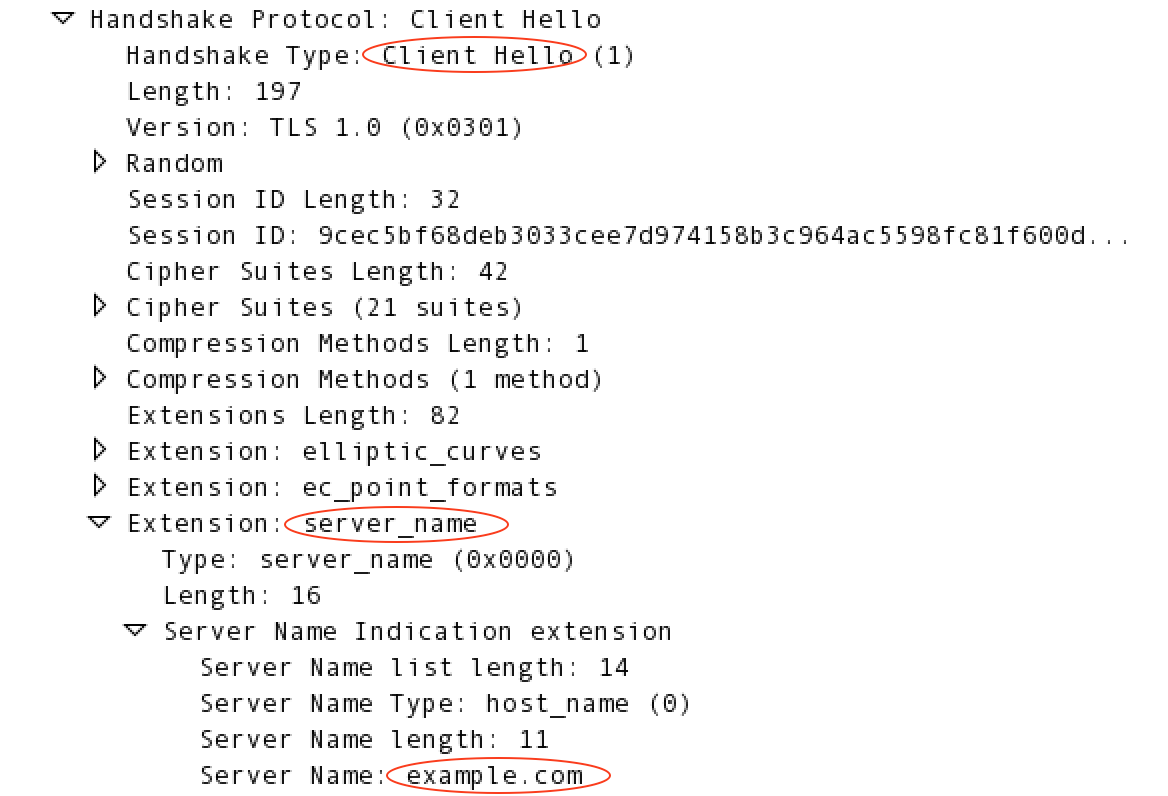 Handshake Protocol: Client Hello
Handshake Type: Client Hello (1)
Length: 197
Version: TLS 1.0 (0x0301)
Random
Session ID Length: 32
Session ID: 9cec5bf68deb3033cee7d974158b3c964ac5598fc81f600d...
Cipher Suites Length: 42
Cipher Suites (21 suites)
Compression Methods Length: 1
Compression Methods (1 method)
Extensions Length: 82
Extension: elliptic_curves
Extension: ec_point_formats
Extension: server_name
Type: server_name (0x0000)
Length: 16
Server Name Indication extension
Server Name list length: 14
Server Name Type: host_name (0)
Server Name length: 11
Server Name: example.com